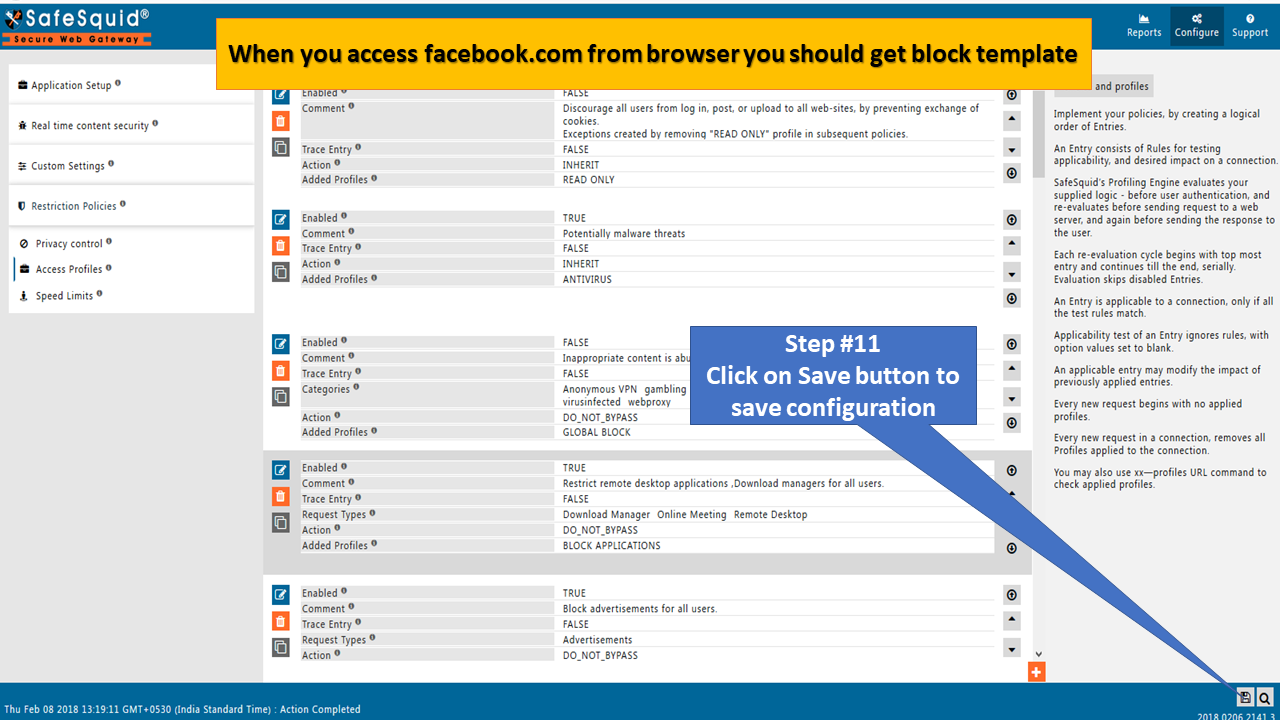 SafeSquid®
Secure Web Gateway
Reports
Configure
Support
When you access facebook.com from browser you should get block template
Application Setup
Real time content security
Custom Settings
Restriction Policies
Privacy control
Access Profiles
Speed Limits
Enabled FALSE
Comment Discourage all users from log in, post, or upload to all web-sites, by preventing exchange of
cookies.
Exceptions created by removing "READ ONLY" profile in subsequent policies.
Trace Entry FALSE
Action INHERIT
Added Profiles READ ONLY
Enabled TRUE
Comment Potentially malware threats
Trace Entry FALSE
Action INHERIT
Added Profiles ANTIVIRUS
Enabled FALSE
Comment Inappropriate content is
Trace Entry FALSE
Categories Anonymous VPN gambling
virusinfected webproxy
Action DO_NOT_BYPASS
Added Profiles GLOBAL BLOCK
Enabled TRUE
Comment Restrict remote desktop applications ,Download managers for all users.
Trace Entry FALSE
Request Types Download Manager Online Meeting Remote Desktop
Action DO_NOT_BYPASS
Added Profiles BLOCK APPLICATIONS
Enabled TRUE
Comment Block advertisements for all users.
Trace Entry FALSE
Request Types Advertisements
Action DO_NOT_BYPASS
Step #11
Click on Save button to
save configuration
and profiles
Implement your policies, by creating a logical
order of Entries.
An Entry consists of Rules for testing
applicability, and desired impact on a connection.
SafeSquid's Profiling Engine evaluates your
supplied logic - before user authentication, and
re-evaluates before sending request to a web
server, and again before sending the response to
the user.
Each re-evaluation cycle begins with top most
entry and continues till the end, serially.
Evaluation skips disabled Entries.
An Entry is applicable to a connection, only if all
the test rules match.
Applicability test of an Entry ignores rules, with
option values set to blank.
An applicable entry may modify the impact of
previously applied entries.
Every new request begins with no applied
profiles.
Every new request in a connection, removes all
Profiles applied to the connection.
You may also use xx—profiles URL command to
check applied profiles.
Thu Feb 08 2018 13:19:11 GMT+0530 (India Standard Time) : Action Completed
2018.0206.2141.3